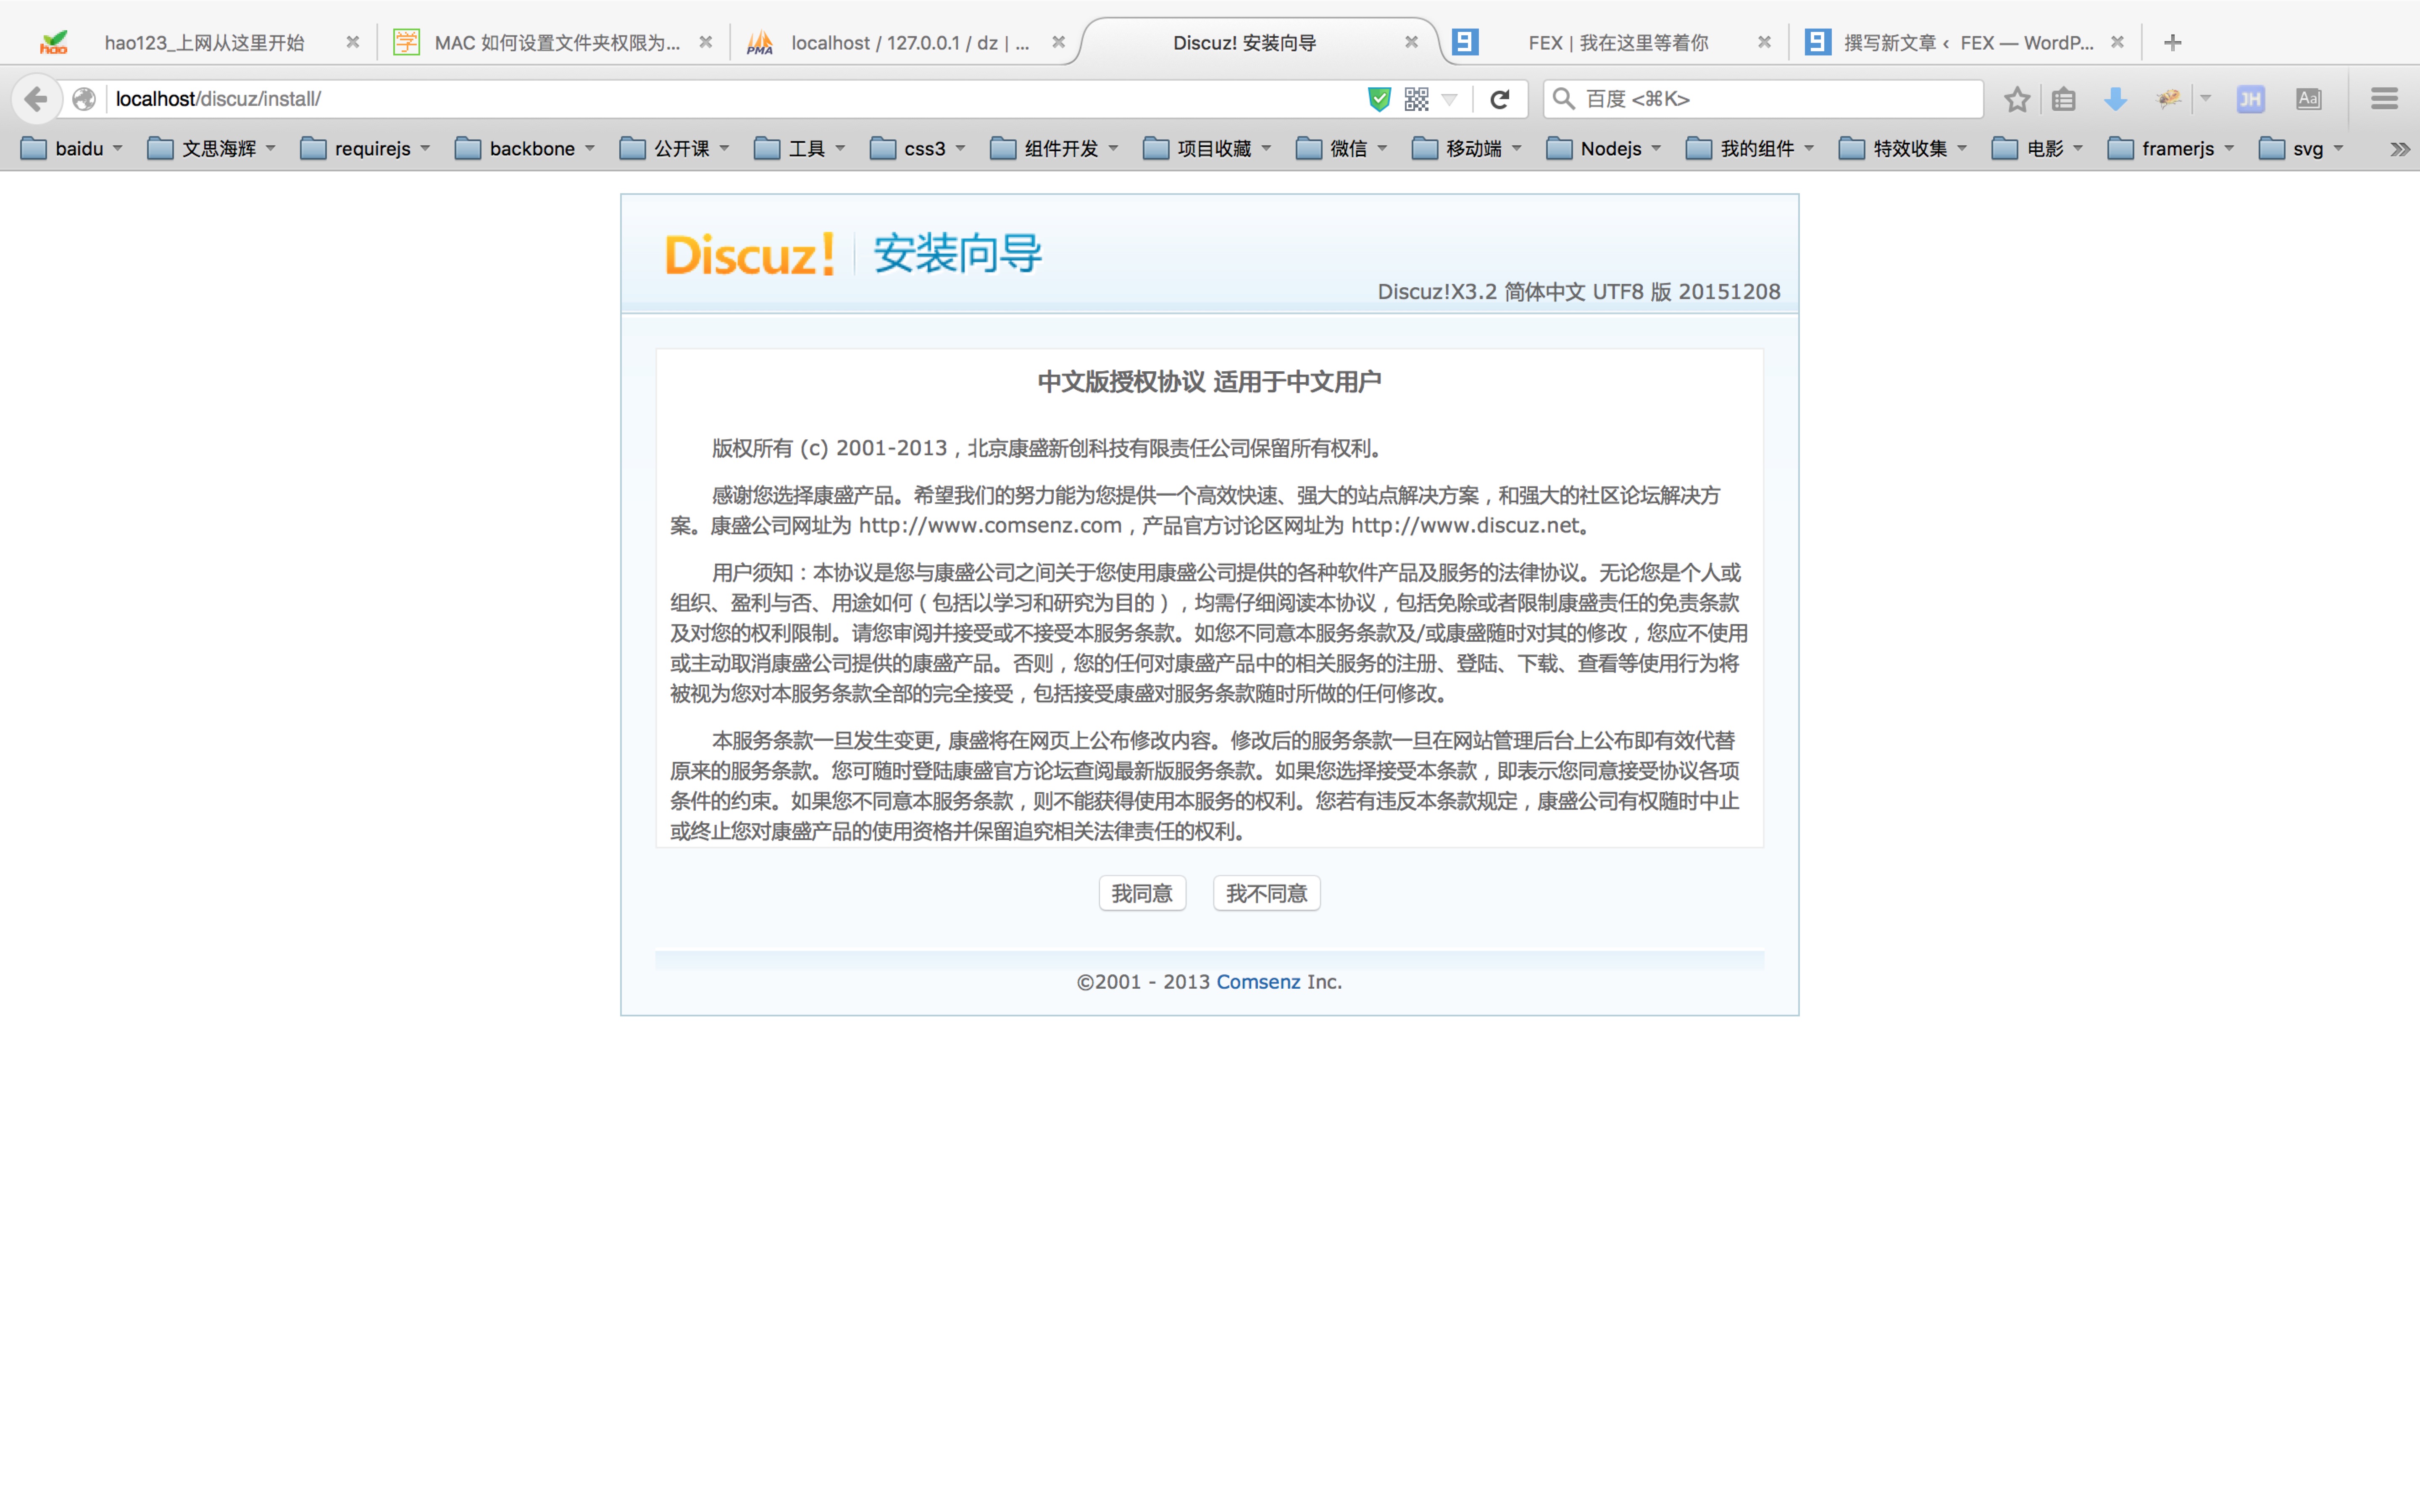 hao123_上网从这里开始
学 MAC 如何设置文件夹权限为...
PMA localhost / 127.0.0.1 / dz | ...
Discuz! 安装向导
FEX | 我在这里等着你
撰写新文章 ‹ FEX — WordP...
localhost/discuz/install/
百度 <⌘K>
JH
Aa
baidu 文思海辉 requirejs backbone 公开课 工具 css3 组件开发 项目收藏 微信 移动端 Nodejs 我的组件 特效收集 电影 framerjs svg
Discuz! 安装向导
Discuz!X3.2 简体中文 UTF8 版 20151208
中文版授权协议 适用于中文用户
版权所有 (c) 2001-2013，北京康盛新创科技有限责任公司保留所有权利。
感谢您选择康盛产品。希望我们的努力能为您提供一个高效快速、强大的站点解决方案，和强大的社区论坛解决方
案。康盛公司网址为 http://www.comsenz.com，产品官方讨论区网址为 http://www.discuz.net。
用户须知：本协议是您与康盛公司之间关于您使用康盛公司提供的各种软件产品及服务的法律协议。无论您是个人或
组织、盈利与否、用途如何（包括以学习和研究为目的），均需仔细阅读本协议，包括免除或者限制康盛责任的免责条款
及对您的权利限制。请您审阅并接受或不接受本服务条款。如您不同意本服务条款及/或康盛随时对其的修改，您应不使用
或主动取消康盛公司提供的康盛产品。否则，您的任何对康盛产品中的相关服务的注册、登陆、下载、查看等使用行为将
被视为您对本服务条款全部的完全接受，包括接受康盛对服务条款随时所做的任何修改。
本服务条款一旦发生变更, 康盛将在网页上公布修改内容。修改后的服务条款一旦在网站管理后台上公布即有效代替
原来的服务条款。您可随时登陆康盛官方论坛查阅最新版服务条款。如果您选择接受本条款，即表示您同意接受协议各项
条件的约束。如果您不同意本服务条款，则不能获得使用本服务的权利。您若有违反本条款规定，康盛公司有权随时中止
或终止您对康盛产品的使用资格并保留追究相关法律责任的权利。
我同意 我不同意
©2001 - 2013 Comsenz Inc.